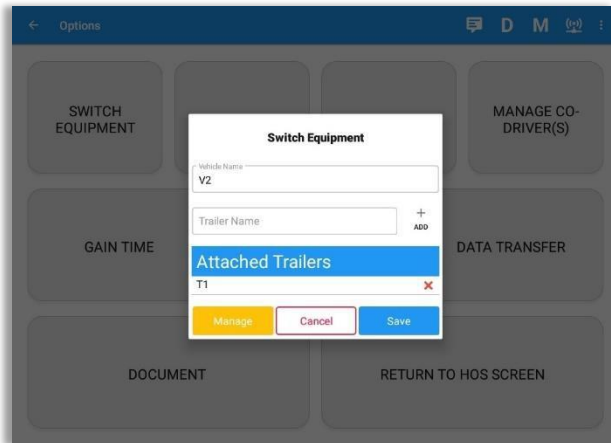 Options
D M
SWITCH
EQUIPMENT
MANAGE CO-
DRIVER(S)
Switch Equipment
Vehicle Name
V2
Trailer Name
+
ADD
Attached Trailers
T1
Manage
Cancel
Save
GAIN TIME
DATA TRANSFER
DOCUMENT
RETURN TO HOS SCREEN